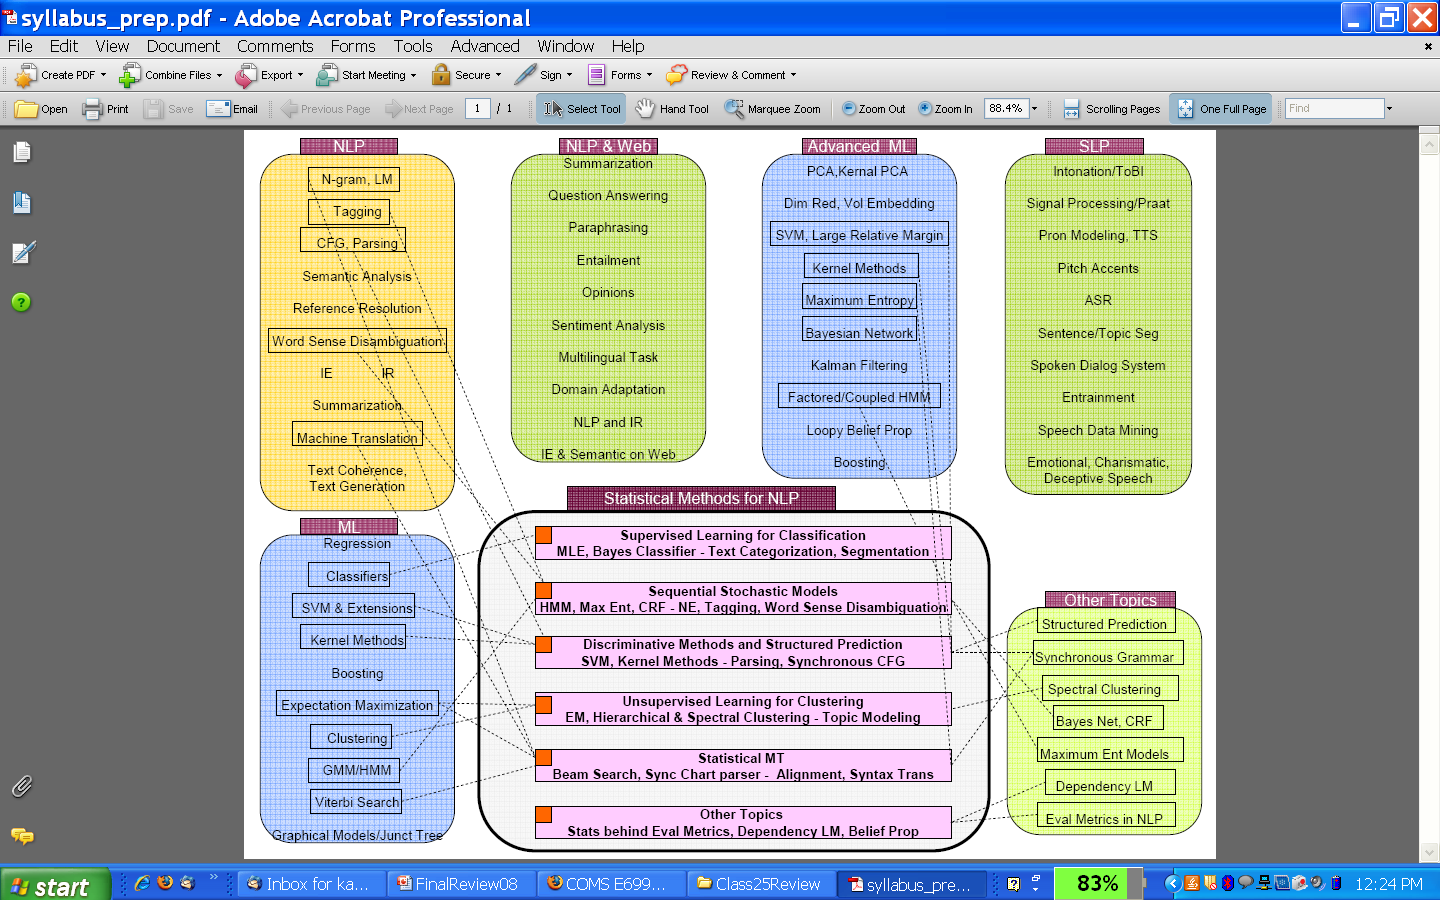 syllabus_prep.pdf - Adobe Acrobat Professional
File Edit View Document Comments Forms Tools Advanced Window Help
Create PDF Combine Files Export Start Meeting Secure Sign Forms Review & Comment
Open Print Save Email Previous Page Next Page 1 / 1 Select Tool Hand Tool Marquee Zoom Zoom Out Zoom In 88.4% Scrolling Pages One Full Page Find
NLP
N-gram, LM
Tagging
CFG, Parsing
Semantic Analysis
Reference Resolution
Word Sense Disambiguation
IE IR
Summarization
Machine Translation
Text Coherence,
Text Generation
NLP & Web
Summarization
Question Answering
Paraphrasing
Entailment
Opinions
Sentiment Analysis
Multilingual Task
Domain Adaptation
NLP and IR
IE & Semantic on Web
Advanced ML
PCA,Kernal PCA
Dim Red, Vol Embedding
SVM, Large Relative Margin
Kernel Methods
Maximum Entropy
Bayesian Network
Kalman Filtering
Factored/Coupled HMM
Loopy Belief Prop
Boosting
SLP
Intonation/ToBI
Signal Processing/Praat
Pron Modeling, TTS
Pitch Accents
ASR
Sentence/Topic Seg
Spoken Dialog System
Entrainment
Speech Data Mining
Emotional, Charismatic,
Deceptive Speech
ML
Regression
Classifiers
SVM & Extensions
Kernel Methods
Boosting
Expectation Maximization
Clustering
GMM/HMM
Viterbi Search
Graphical Models/Junct Tree
Statistical Methods for NLP
Supervised Learning for Classification
MLE, Bayes Classifier - Text Categorization, Segmentation
Sequential Stochastic Models
HMM, Max Ent, CRF - NE, Tagging, Word Sense Disambiguation
Discriminative Methods and Structured Prediction
SVM, Kernel Methods - Parsing, Synchronous CFG
Unsupervised Learning for Clustering
EM, Hierarchical & Spectral Clustering - Topic Modeling
Statistical MT
Beam Search, Sync Chart parser - Alignment, Syntax Trans
Other Topics
Stats behind Eval Metrics, Dependency LM, Belief Prop
Other Topics
Structured Prediction
Synchronous Grammar
Spectral Clustering
Bayes Net, CRF
Maximum Ent Models
Dependency LM
Eval Metrics in NLP
start Inbox for ka... FinalReview08 COMS E699... Class25Review syllabus_pre... 83% 12:24 PM